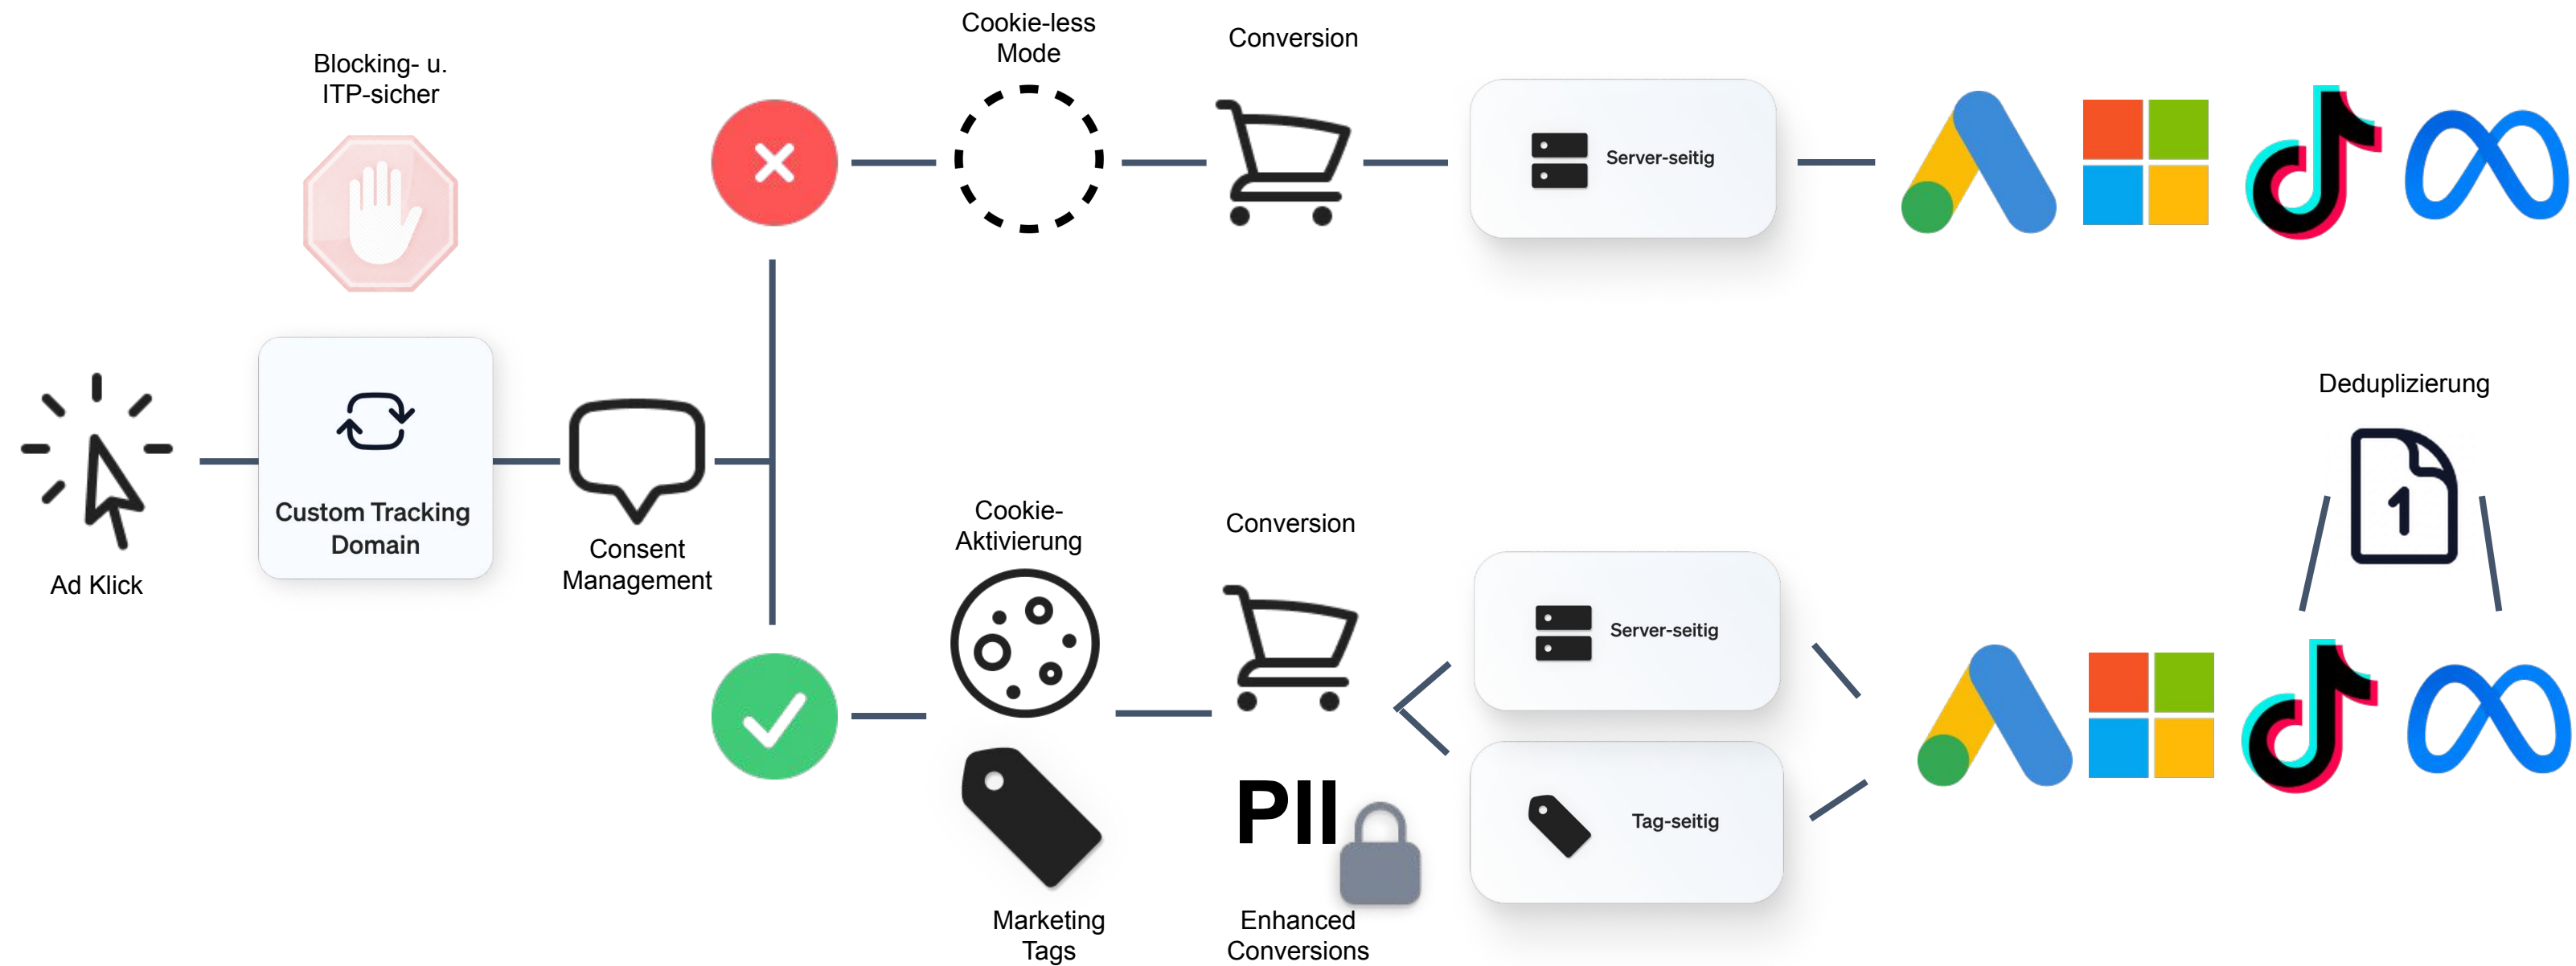 Cookie-less
Mode
Conversion
Blocking- u.
ITP-sicher
Server-seitig
Deduplizierung
1
Custom Tracking
Domain
Ad Klick
Consent
Management
Cookie-
Aktivierung
Conversion
Server-seitig
PII
Tag-seitig
Marketing
Tags
Enhanced
Conversions